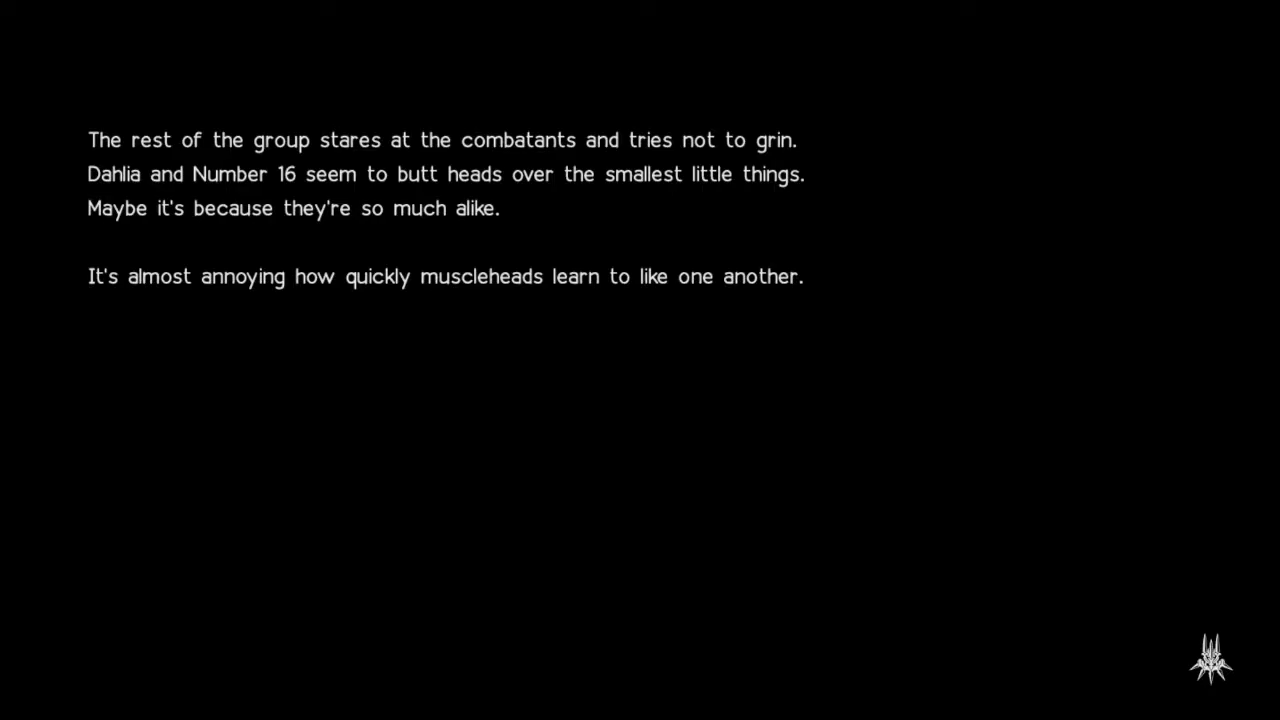 The rest of the group stares at the combatants and tries not to grin.
Dahlia and Number 16 seem to butt heads over the smallest little things.
Maybe it's because they're so much alike.
It's almost annoying how quickly muscleheads learn to like one another.